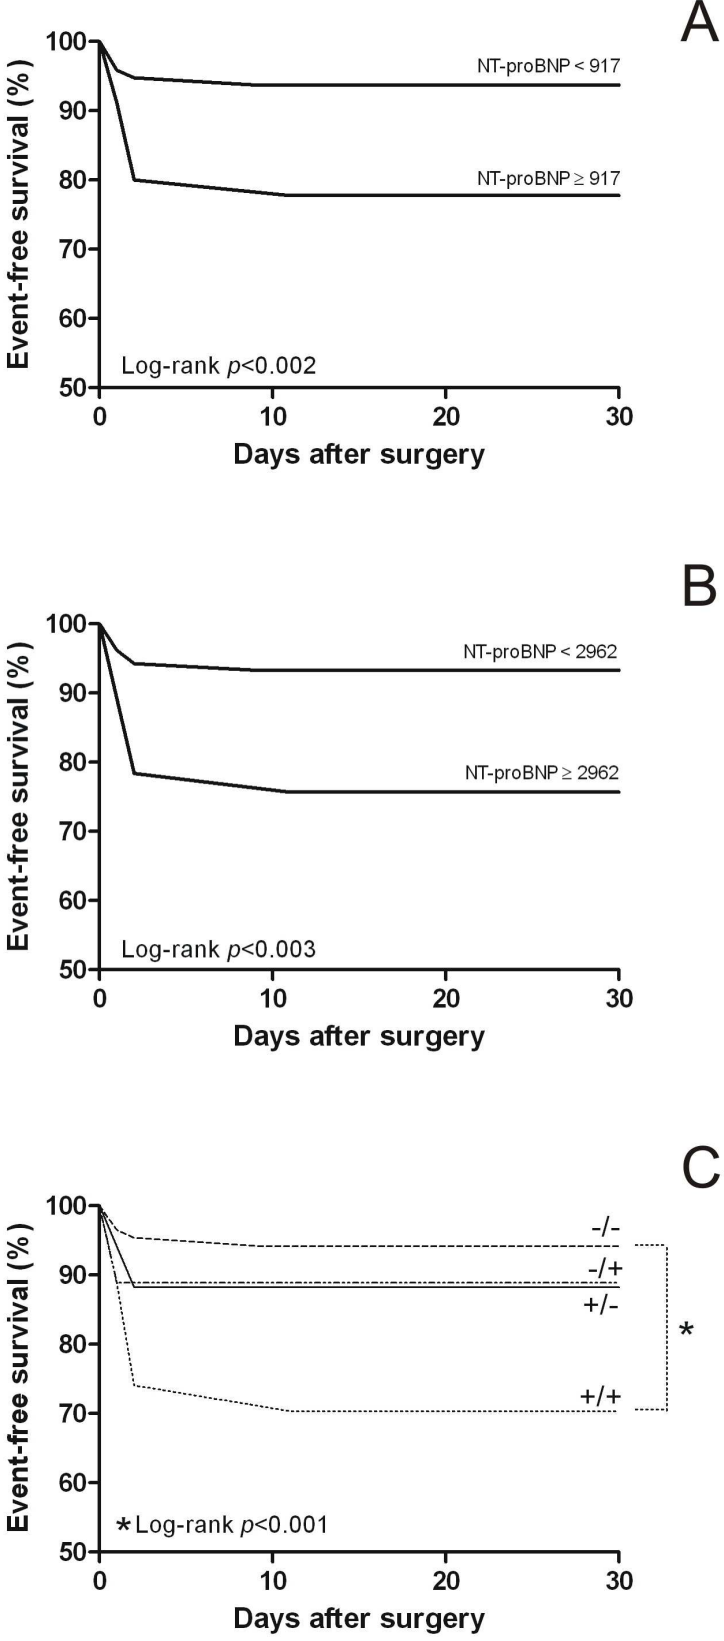 A
Event-free survival (%)
100
90
80
70
60
50
NT-proBNP < 917
NT-proBNP ≥ 917
Log-rank p<0.002
0 10 20 30
Days after surgery
B
Event-free survival (%)
100
90
80
70
60
50
NT-proBNP < 2962
NT-proBNP ≥ 2962
Log-rank p<0.003
0 10 20 30
Days after surgery
C
Event-free survival (%)
100
90
80
70
60
50
-/-
-/+
+/-
+/+
*
*Log-rank p<0.001
0 10 20 30
Days after surgery